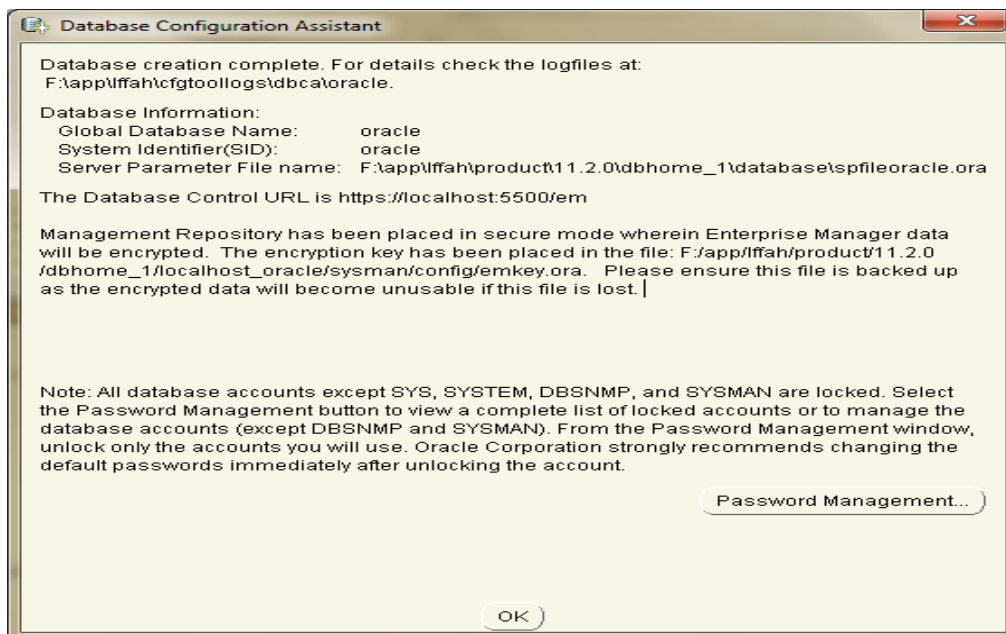 Database Configuration Assistant
Database creation complete. For details check the logfiles at:
F:\app\Iffah\cfgtoollogs\dbca\oracle.
Database Information:
Global Database Name: oracle
System Identifier(SID): oracle
Server Parameter File name: F:\app\Iffah\product\11.2.0\dbhome_1\database\spfileoracle.ora
The Database Control URL is https://localhost:5500/em
Management Repository has been placed in secure mode wherein Enterprise Manager data
will be encrypted. The encryption key has been placed in the file: F:/app/Iffah/product/11.2.0
/dbhome_1/localhost_oracle/sysman/config/emkey.ora. Please ensure this file is backed up
as the encrypted data will become unusable if this file is lost.
Note: All database accounts except SYS, SYSTEM, DBSNMP, and SYSMAN are locked. Select
the Password Management button to view a complete list of locked accounts or to manage the
database accounts (except DBSNMP and SYSMAN). From the Password Management window,
unlock only the accounts you will use. Oracle Corporation strongly recommends changing the
default passwords immediately after unlocking the account.
Password Management...
OK